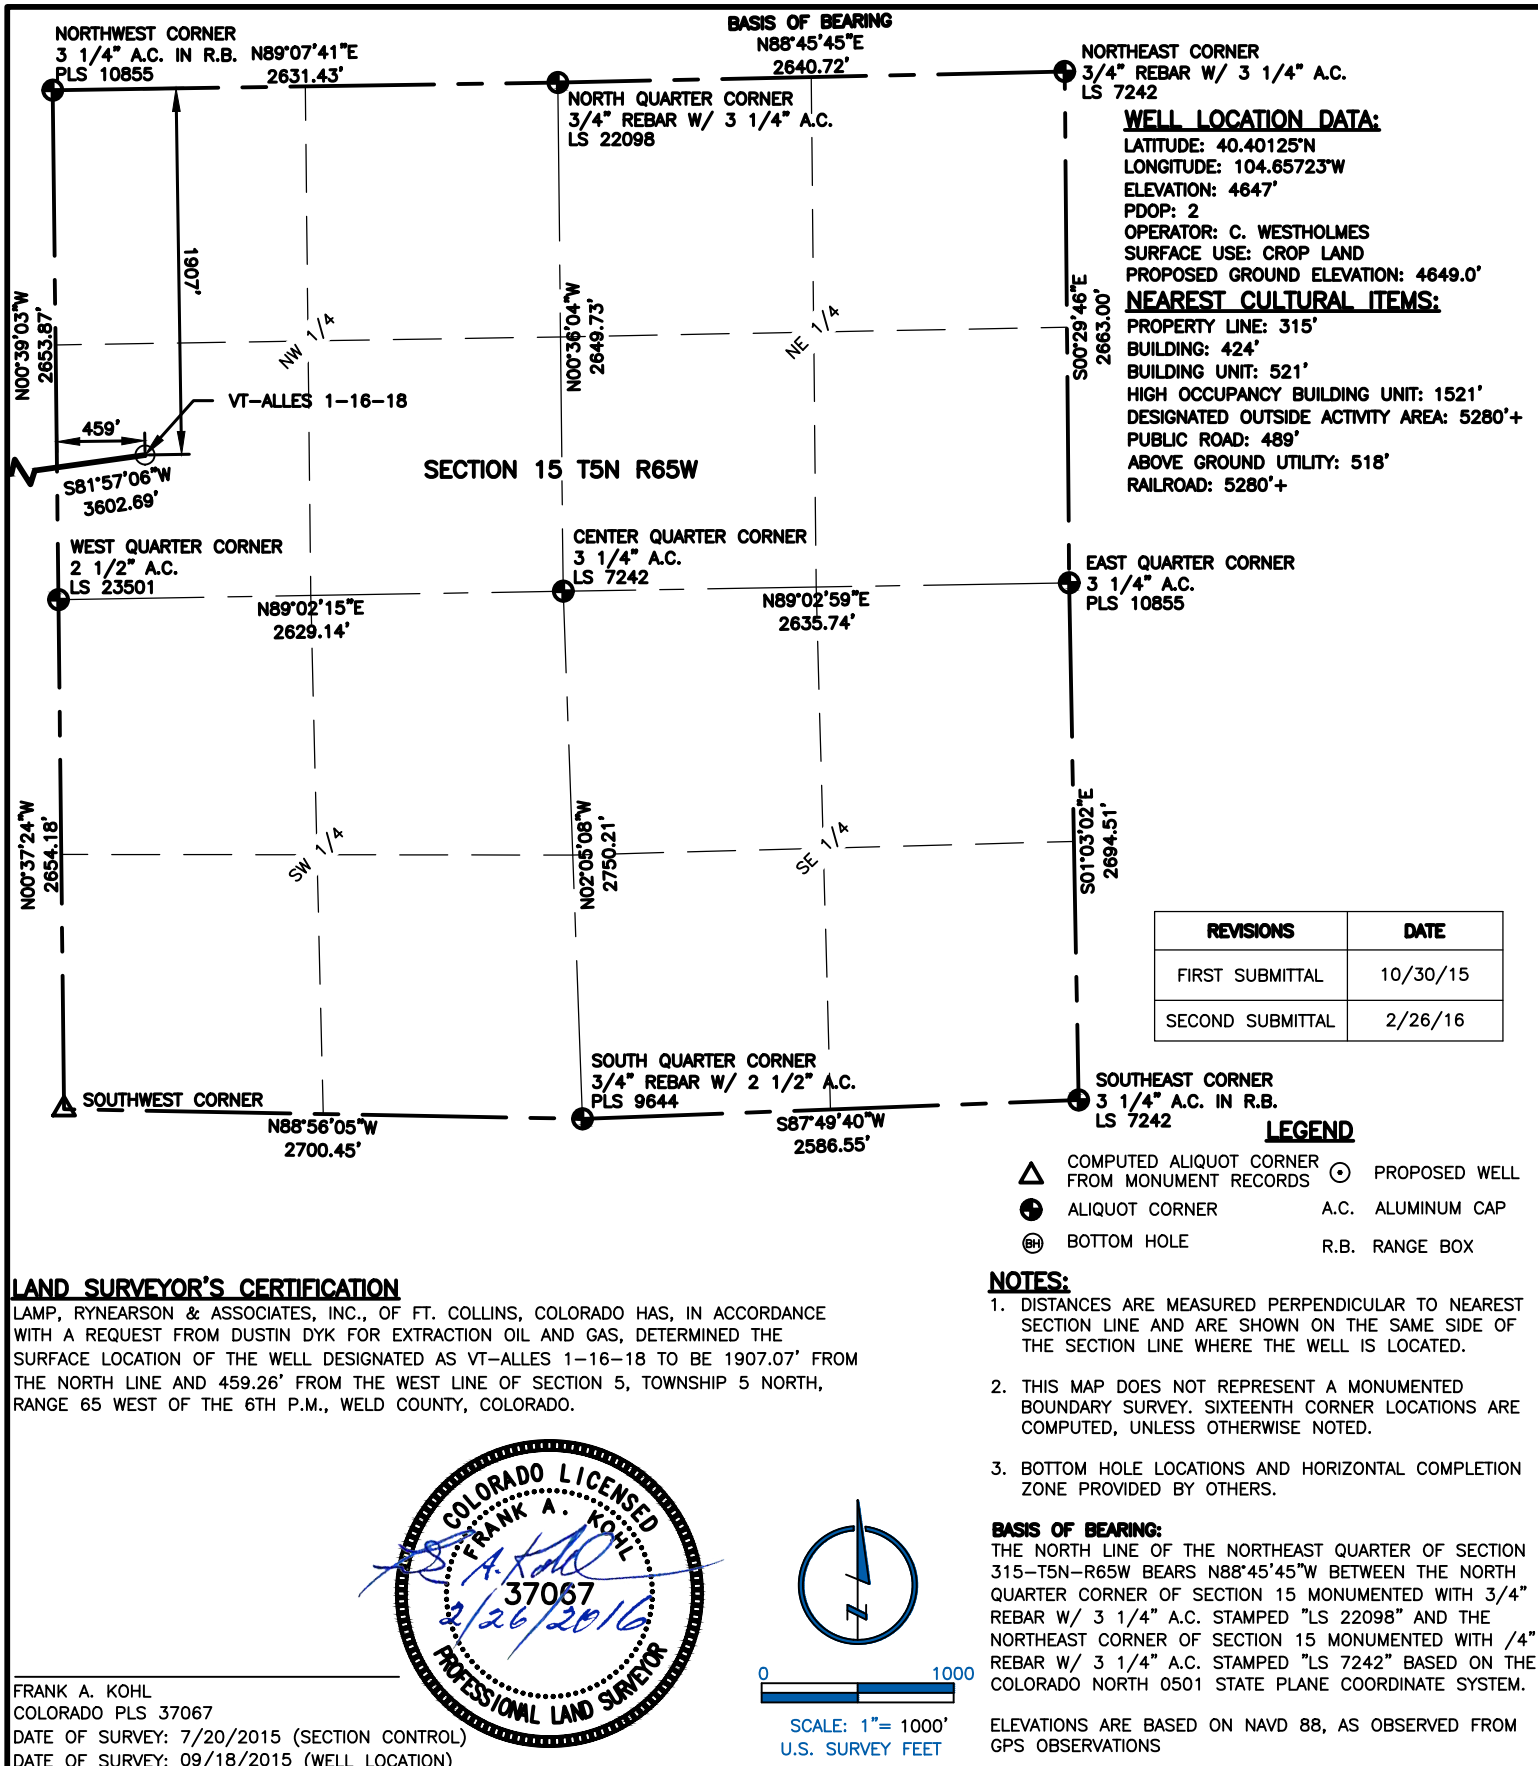 BASIS OF BEARING
N88°45'45"E
2640.72'
NORTHWEST CORNER
3 1/4" A.C. IN R.B.
PLS 10855
N89°07'41"E
2631.43'
NORTH QUARTER CORNER
3/4" REBAR W/ 3 1/4" A.C.
LS 22098
NORTHEAST CORNER
3/4" REBAR W/ 3 1/4" A.C.
LS 7242
WELL LOCATION DATA:
LATITUDE: 40.40125°N
LONGITUDE: 104.65723°W
ELEVATION: 4647'
PDOP: 2
OPERATOR: C. WESTHOLMES
SURFACE USE: CROP LAND
PROPOSED GROUND ELEVATION: 4649.0'
NEAREST CULTURAL ITEMS:
PROPERTY LINE: 315'
BUILDING: 424'
BUILDING UNIT: 521'
HIGH OCCUPANCY BUILDING UNIT: 1521'
DESIGNATED OUTSIDE ACTIVITY AREA: 5280'+
PUBLIC ROAD: 489'
ABOVE GROUND UTILITY: 518'
RAILROAD: 5280'+
1907'
N00°39'03"W
2653.87'
NW 1/4
N00°36'04"W
2649.73'
NE 1/4
S00°29'46"E
2663.00'
VT-ALLES 1-16-18
459'
S81°57'06"W
3602.69'
SECTION 15 T5N R65W
WEST QUARTER CORNER
2 1/2" A.C.
LS 23501
CENTER QUARTER CORNER
3 1/4" A.C.
LS 7242
EAST QUARTER CORNER
3 1/4" A.C.
PLS 10855
N89°02'15"E
2629.14'
N89°02'59"E
2635.74'
N00°37'24"W
2654.18'
SW 1/4
N02°05'08"W
2750.21'
SE 1/4
S01°03'02"E
2694.51'
REVISIONS DATE
FIRST SUBMITTAL 10/30/15
SECOND SUBMITTAL 2/26/16
SOUTHWEST CORNER
SOUTH QUARTER CORNER
3/4" REBAR W/ 2 1/2" A.C.
PLS 9644
SOUTHEAST CORNER
3 1/4" A.C. IN R.B.
LS 7242
N88°56'05"W
2700.45'
S87°49'40"W
2586.55'
LEGEND
COMPUTED ALIQUOT CORNER
FROM MONUMENT RECORDS
PROPOSED WELL
ALIQUOT CORNER
A.C. ALUMINUM CAP
BH BOTTOM HOLE
R.B. RANGE BOX
LAND SURVEYOR'S CERTIFICATION
LAMP, RYNEARSON & ASSOCIATES, INC., OF FT. COLLINS, COLORADO HAS, IN ACCORDANCE
WITH A REQUEST FROM DUSTIN DYK FOR EXTRACTION OIL AND GAS, DETERMINED THE
SURFACE LOCATION OF THE WELL DESIGNATED AS VT-ALLES 1-16-18 TO BE 1907.07' FROM
THE NORTH LINE AND 459.26' FROM THE WEST LINE OF SECTION 5, TOWNSHIP 5 NORTH,
RANGE 65 WEST OF THE 6TH P.M., WELD COUNTY, COLORADO.
NOTES:
1. DISTANCES ARE MEASURED PERPENDICULAR TO NEAREST
SECTION LINE AND ARE SHOWN ON THE SAME SIDE OF
THE SECTION LINE WHERE THE WELL IS LOCATED.
2. THIS MAP DOES NOT REPRESENT A MONUMENTED
BOUNDARY SURVEY. SIXTEENTH CORNER LOCATIONS ARE
COMPUTED, UNLESS OTHERWISE NOTED.
3. BOTTOM HOLE LOCATIONS AND HORIZONTAL COMPLETION
ZONE PROVIDED BY OTHERS.
BASIS OF BEARING:
THE NORTH LINE OF THE NORTHEAST QUARTER OF SECTION
315-T5N-R65W BEARS N88°45'45"W BETWEEN THE NORTH
QUARTER CORNER OF SECTION 15 MONUMENTED WITH 3/4"
REBAR W/ 3 1/4" A.C. STAMPED "LS 22098" AND THE
NORTHEAST CORNER OF SECTION 15 MONUMENTED WITH /4"
REBAR W/ 3 1/4" A.C. STAMPED "LS 7242" BASED ON THE
COLORADO NORTH 0501 STATE PLANE COORDINATE SYSTEM.
ELEVATIONS ARE BASED ON NAVD 88, AS OBSERVED FROM
GPS OBSERVATIONS
COLORADO LICENSED
FRANK A. KOHL
A. Kohl
37067
2/26/2016
PROFESSIONAL LAND SURVEYOR
0 1000
SCALE: 1"= 1000'
U.S. SURVEY FEET
FRANK A. KOHL
COLORADO PLS 37067
DATE OF SURVEY: 7/20/2015 (SECTION CONTROL)
DATE OF SURVEY: 09/18/2015 (WELL LOCATION)